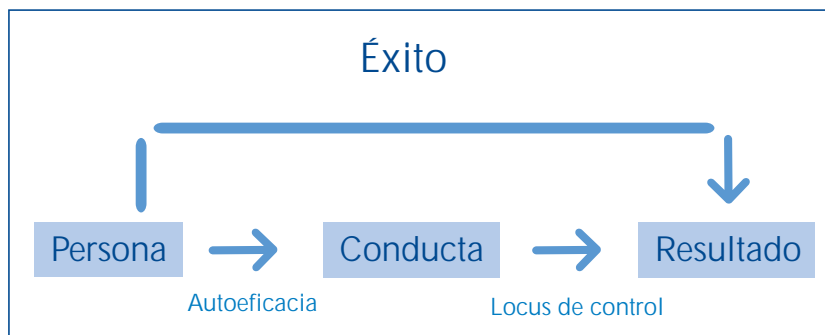 Éxito
Persona
Conducta
Resultado
Autoeficacia
Locus de control